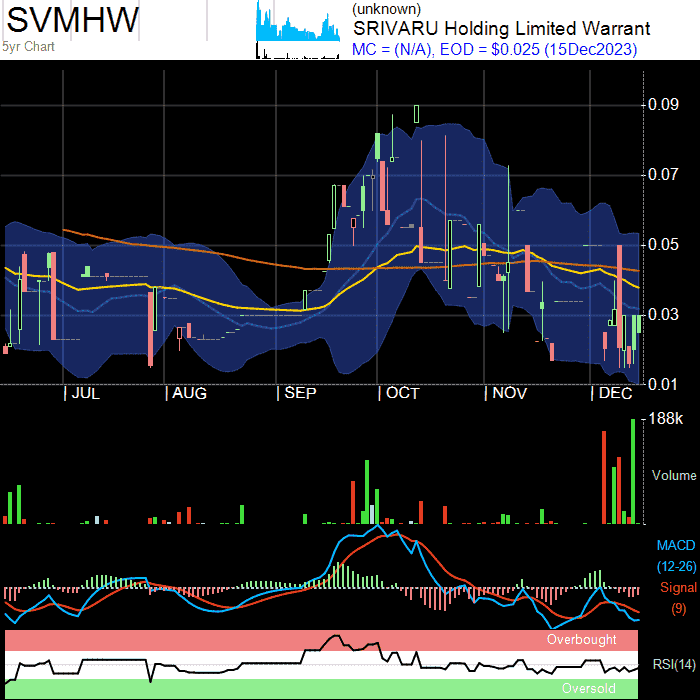 SVMHW
5yr Chart
(unknown)
SRIVARU Holding Limited Warrant
MC = (N/A), EOD = $0.025 (15Dec2023)
0.09
0.07
0.05
0.03
0.01
| JUL | AUG | SEP | OCT | NOV | DEC
188k
Volume
MACD
(12-26)
Signal
(9)
Overbought
RSI(14)
Oversold